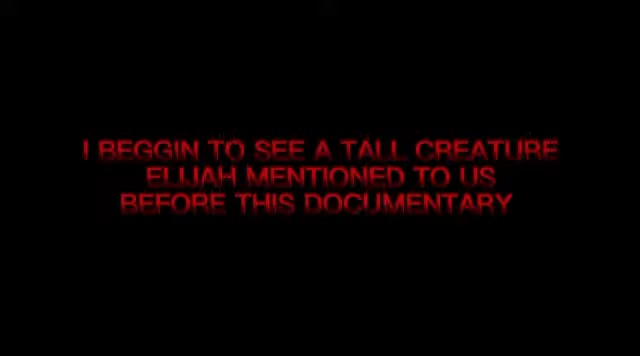 I BEGGIN TO SEE A TALL CREATURE
ELIJAH MENTIONED TO US
BEFORE THIS DOCUMENTARY